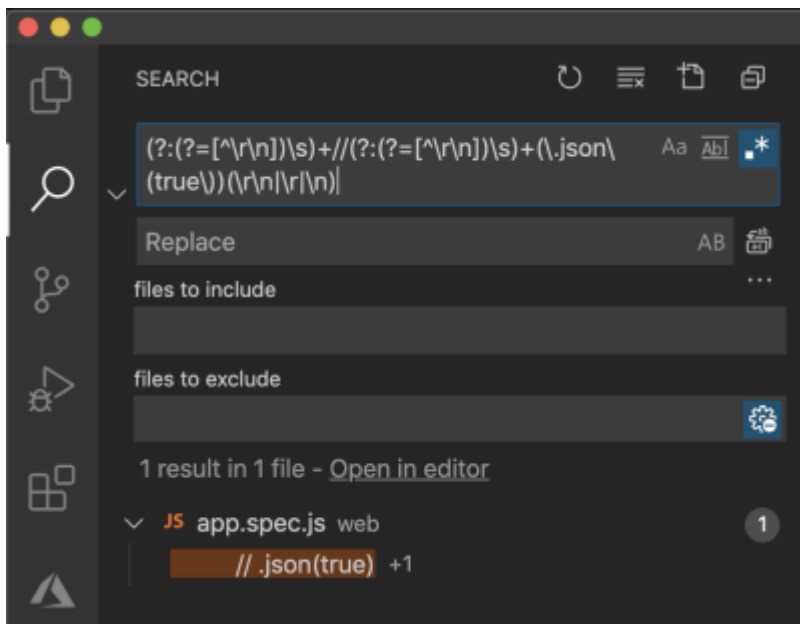 SEARCH
(?:(?=[^\r\n])\s)+//(?:(?=[^\r\n])\s)+(\.json\
(true\))(\r\n|\r|\n)
Aa Abl .*
Replace
AB
files to include
files to exclude
1 result in 1 file - Open in editor
JS app.spec.js web
1
// .json(true) +1